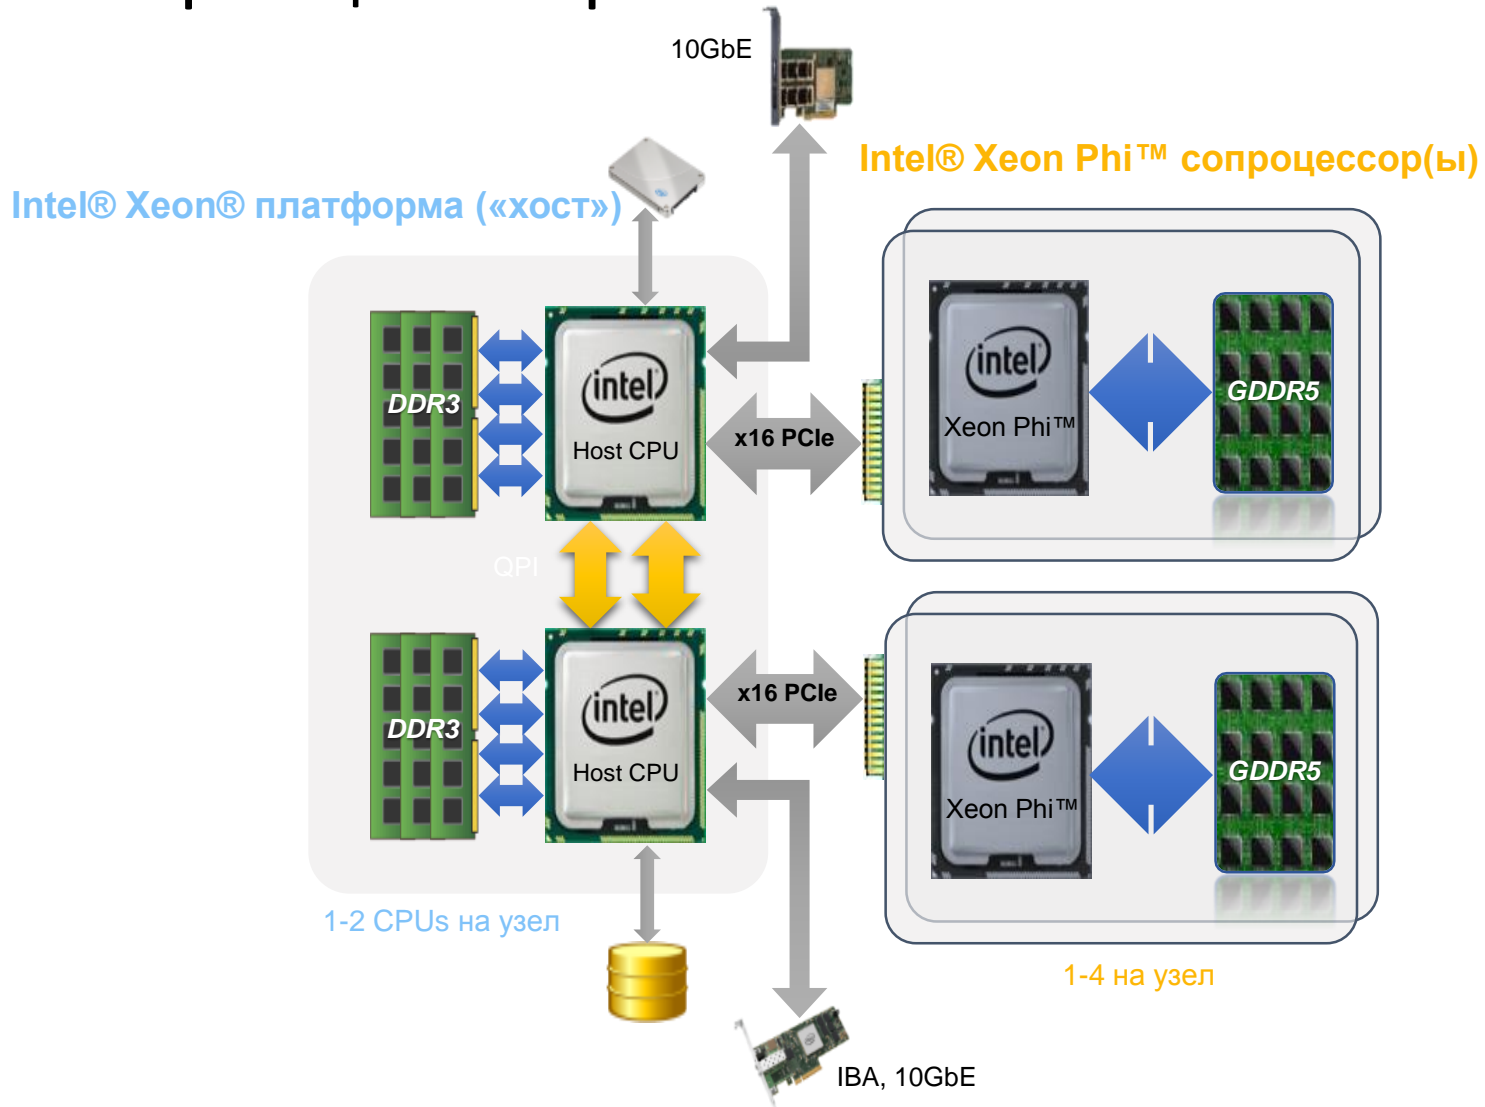 10GbE
Intel® Xeon Phi™ сопроцессор(ы)
Intel® Xeon® платформа («хост»)
DDR3
intel
Host CPU
x16 PCIe
intel
Xeon Phi™
GDDR5
QPI
DDR3
intel
Host CPU
x16 PCIe
intel
Xeon Phi™
GDDR5
1-2 CPUs на узел
1-4 на узел
IBA, 10GbE